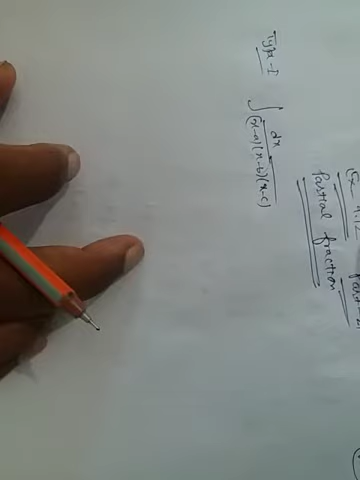 Partial fraction
Type-I ∫ dx/(x-a)(x-b)(x-c)